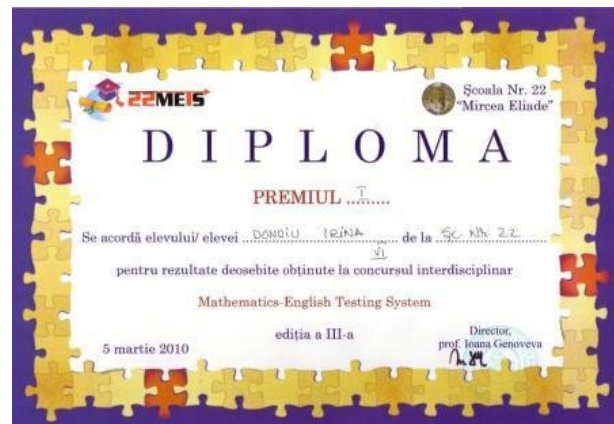 22METS+
Şcoala Nr. 22
"Mircea Eliade"
DIPLOMA
PREMIUL ..I......
Se acordă elevului/ elevei DONOIU IRINA de la ŞC. NR. 22
VI
pentru rezultate deosebite obţinute la concursul interdisciplinar
Mathematics-English Testing System
ediţia a III-a
5 martie 2010
Director,
prof. Ioana Genoveva